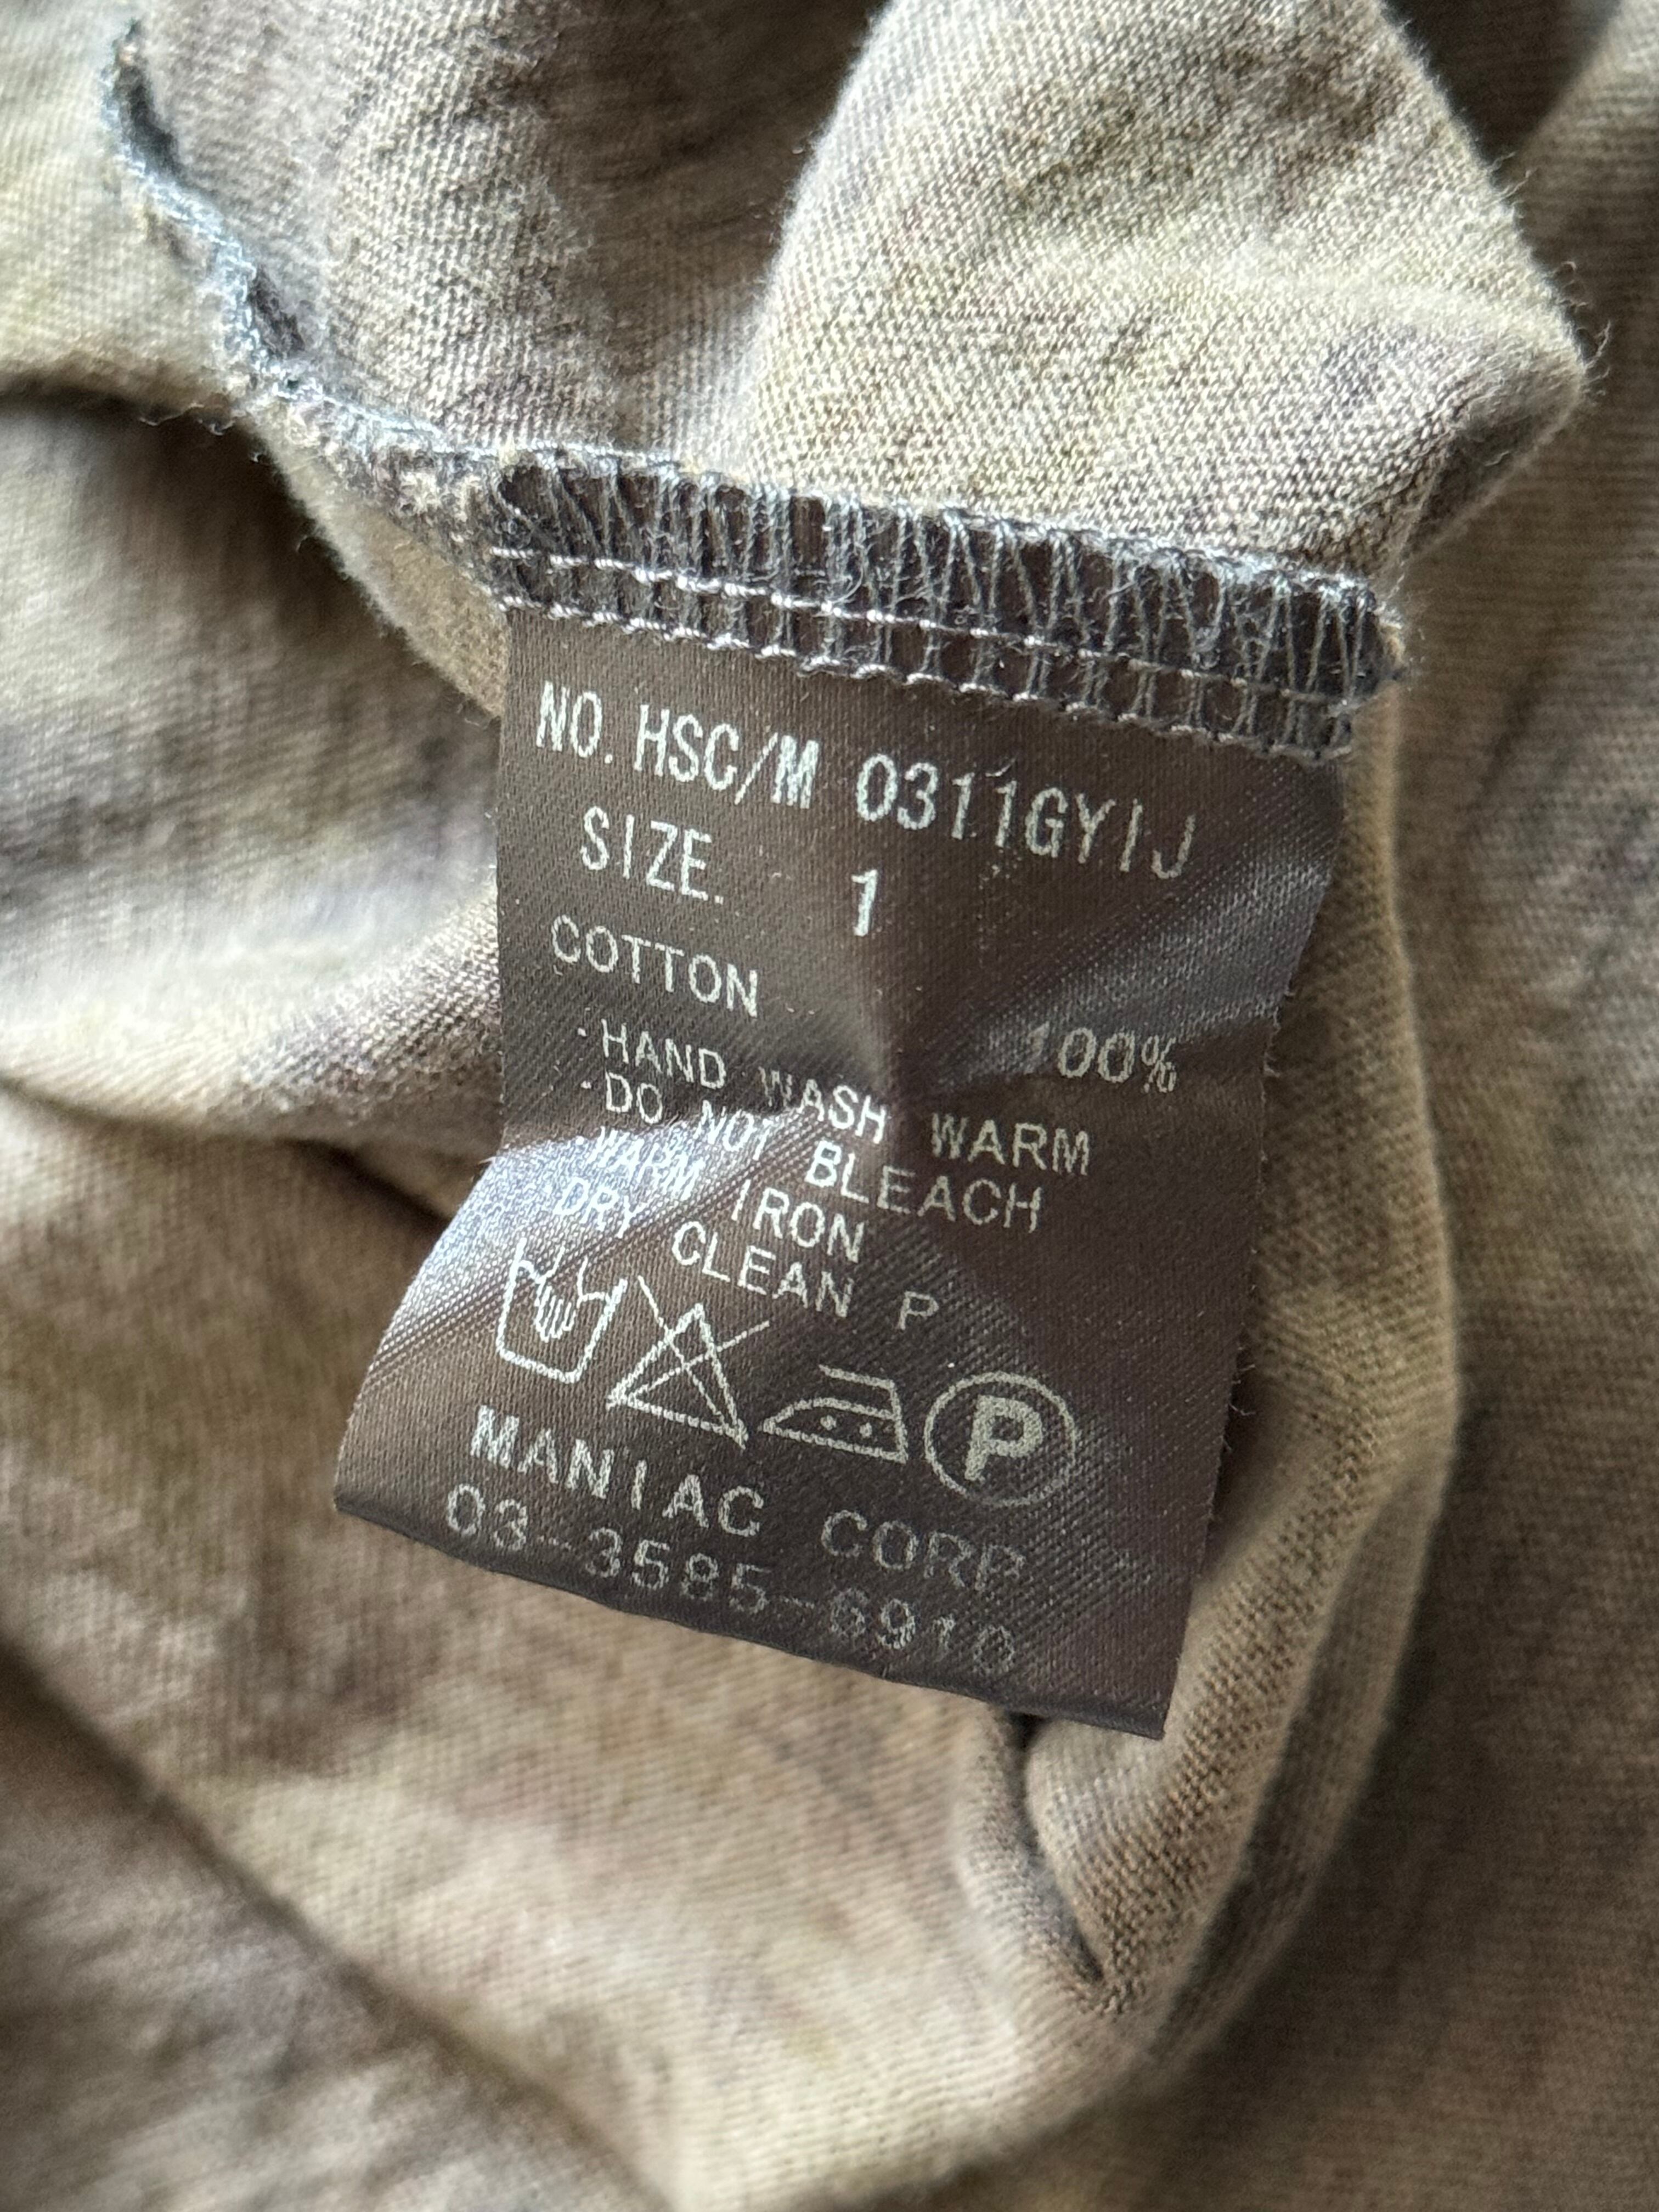 NO. HSC/M 0311GYIJ
SIZE. 1
COTTON 100%
·HAND WASH WARM
·DO NOT BLEACH
·WARM IRON
DRY CLEAN P
P
MANIAC CORP
03-3585-6910